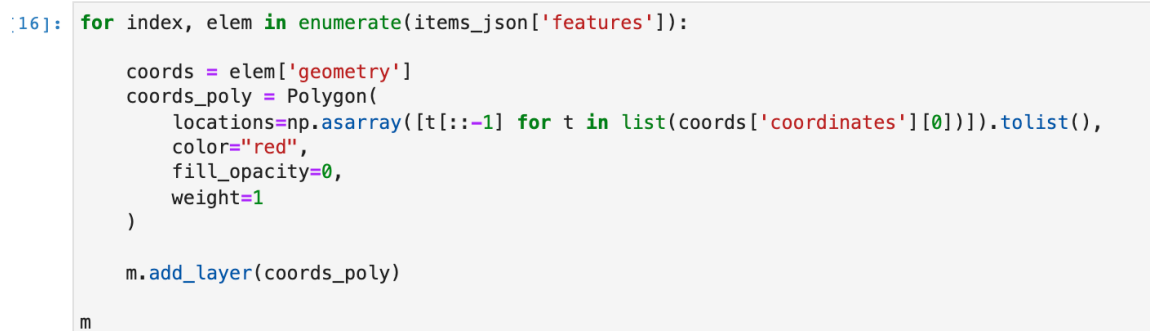 [16]: for index, elem in enumerate(items_json['features']):
coords = elem['geometry']
coords_poly = Polygon(
locations=np.asarray([t[::-1] for t in list(coords['coordinates'][0])]).tolist(),
color="red",
fill_opacity=0,
weight=1
)
m.add_layer(coords_poly)
m